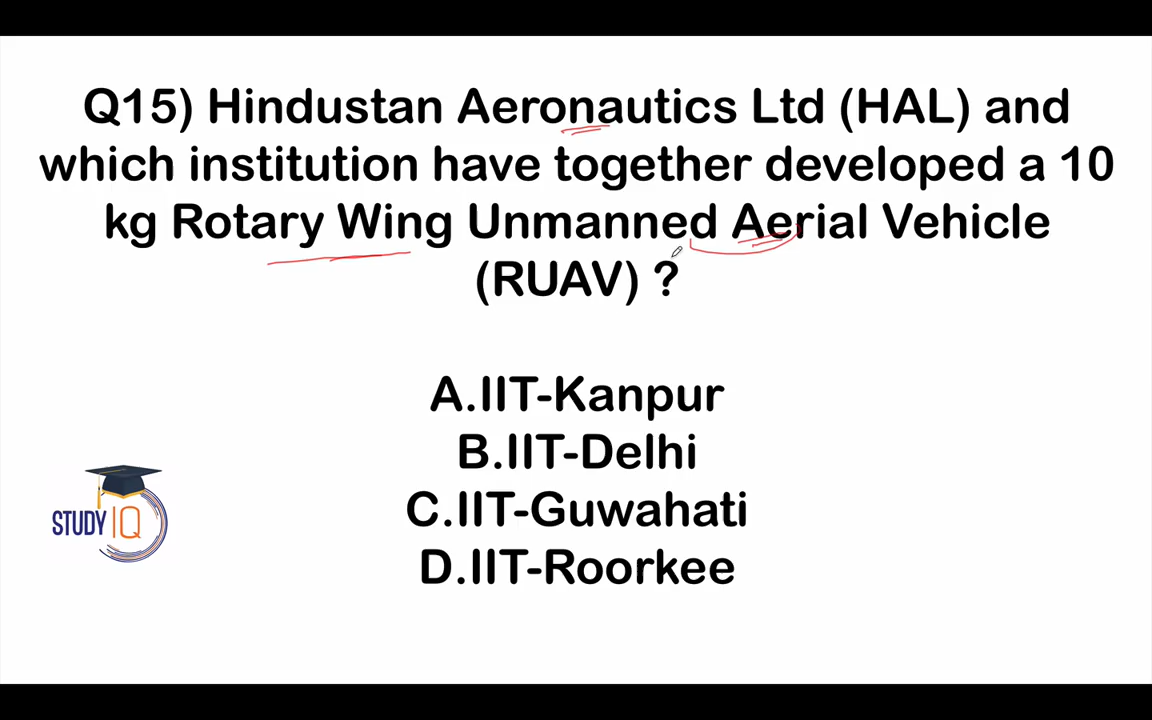 Q15) Hindustan Aeronautics Ltd (HAL) and
which institution have together developed a 10
kg Rotary Wing Unmanned Aerial Vehicle
(RUAV) ?
A.IIT-Kanpur
B.IIT-Delhi
C.IIT-Guwahati
D.IIT-Roorkee
STUDY IQ